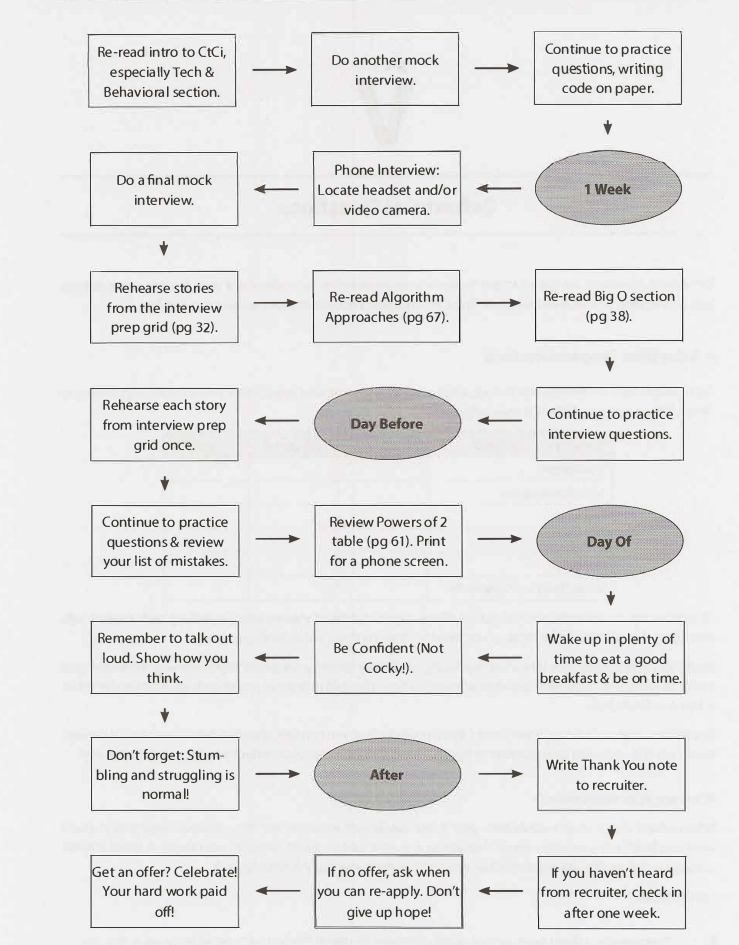 Re-read intro to CtCi,
especially Tech &
Behavioral section.
Do another mock
interview.
Continue to practice
questions, writing
code on paper.
1 Week
Phone Interview:
Locate headset and/or
video camera.
Do a final mock
interview.
Rehearse stories
from the interview
prep grid (pg 32).
Re-read Algorithm
Approaches (pg 67).
Re-read Big O section
(pg 38).
Continue to practice
interview questions.
Day Before
Rehearse each story
from interview prep
grid once.
Continue to practice
questions & review
your list of mistakes.
Review Powers of 2
table (pg 61). Print
for a phone screen.
Day Of
Wake up in plenty of
time to eat a good
breakfast & be on time.
Be Confident (Not
Cocky!).
Remember to talk out
loud. Show how you
think.
Don't forget: Stum-
bling and struggling is
normal!
After
Write Thank You note
to recruiter.
If you haven't heard
from recruiter, check in
after one week.
If no offer, ask when
you can re-apply. Don't
give up hope!
Get an offer? Celebrate!
Your hard work paid
off!